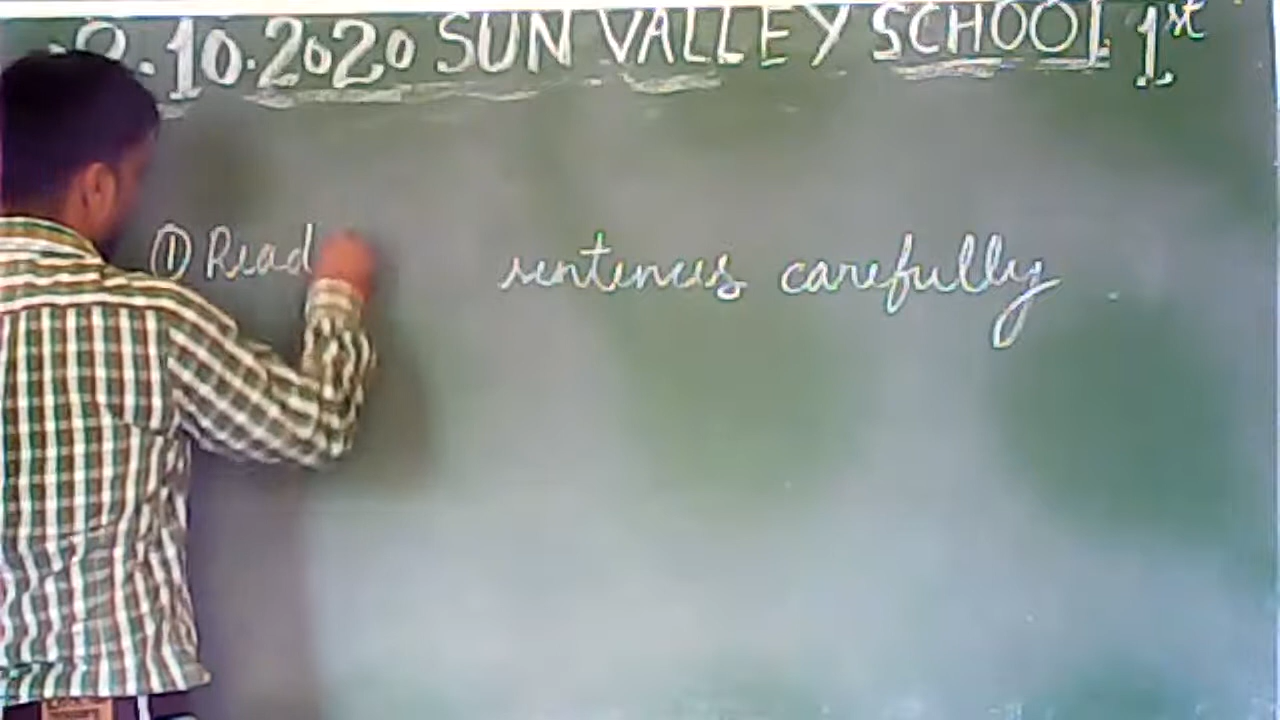 .10.2020 SUN VALLEY SCHOOL 1st
① Read sentences carefully